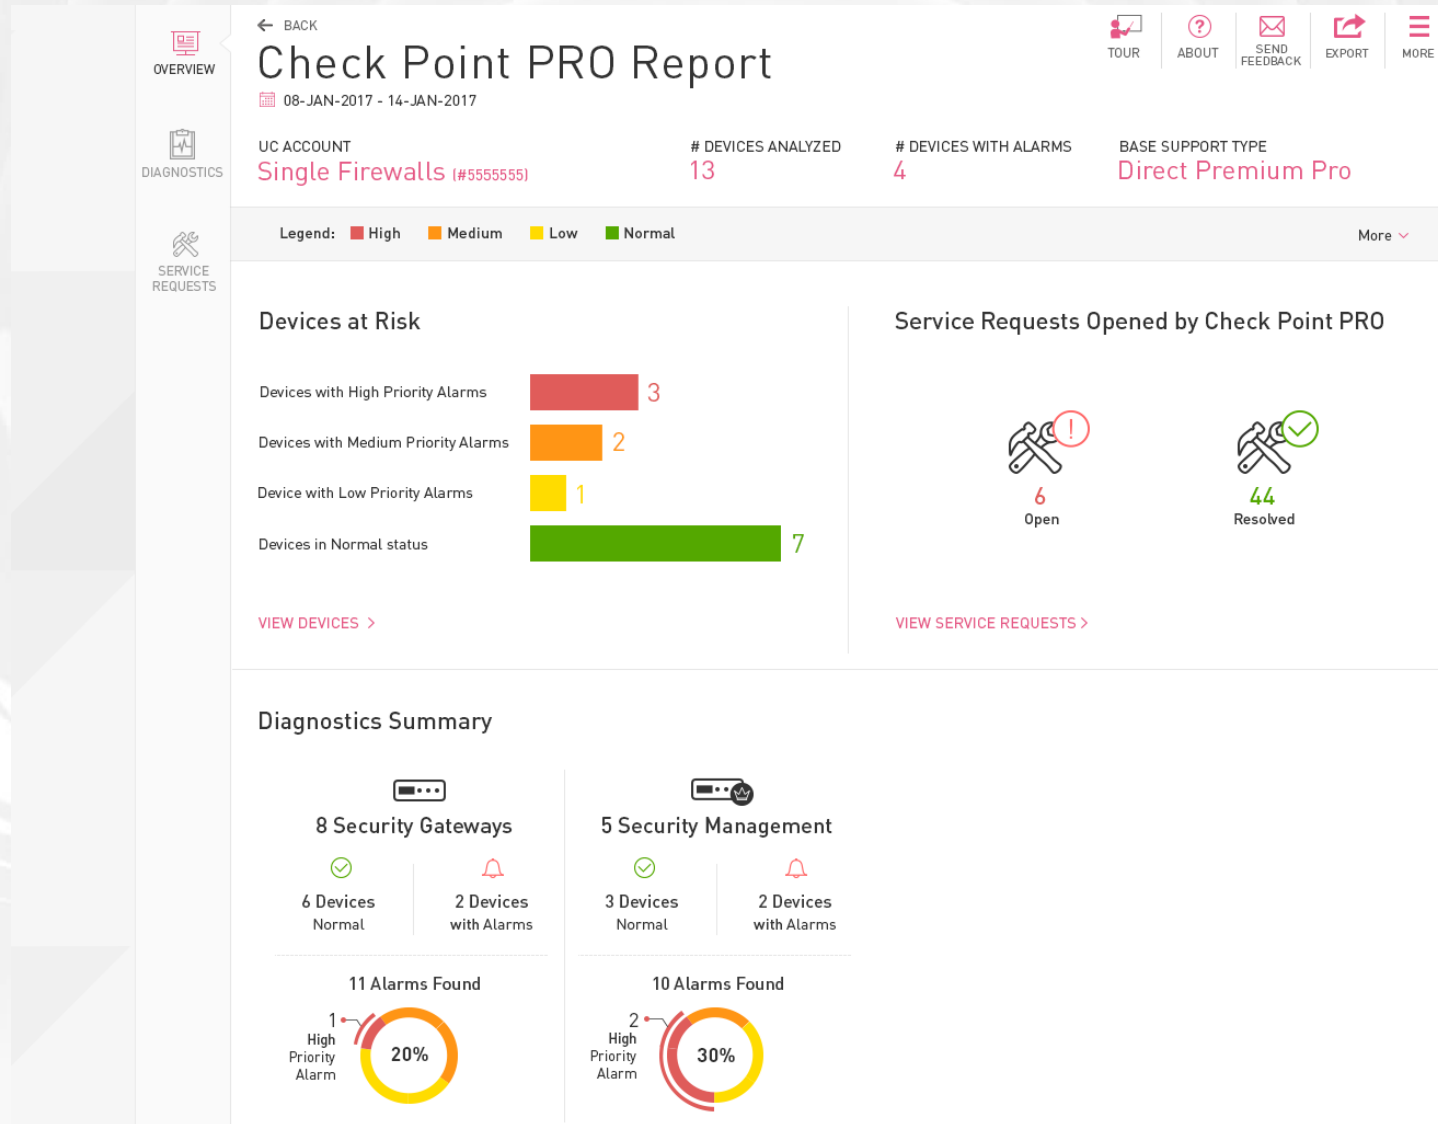 BACK
Check Point PRO Report
08-JAN-2017 - 14-JAN-2017
TOUR
ABOUT
SEND
FEEDBACK
EXPORT
MORE
OVERVIEW
DIAGNOSTICS
SERVICE
REQUESTS
UC ACCOUNT
Single Firewalls (#5555555)
# DEVICES ANALYZED
13
# DEVICES WITH ALARMS
4
BASE SUPPORT TYPE
Direct Premium Pro
Legend: High Medium Low Normal
More
Devices at Risk
Devices with High Priority Alarms 3
Devices with Medium Priority Alarms 2
Device with Low Priority Alarms 1
Devices in Normal status 7
VIEW DEVICES >
Service Requests Opened by Check Point PRO
6
Open
44
Resolved
VIEW SERVICE REQUESTS >
Diagnostics Summary
8 Security Gateways
6 Devices
Normal
2 Devices
with Alarms
11 Alarms Found
1
High
Priority
Alarm
20%
5 Security Management
3 Devices
Normal
2 Devices
with Alarms
10 Alarms Found
2
High
Priority
Alarm
30%